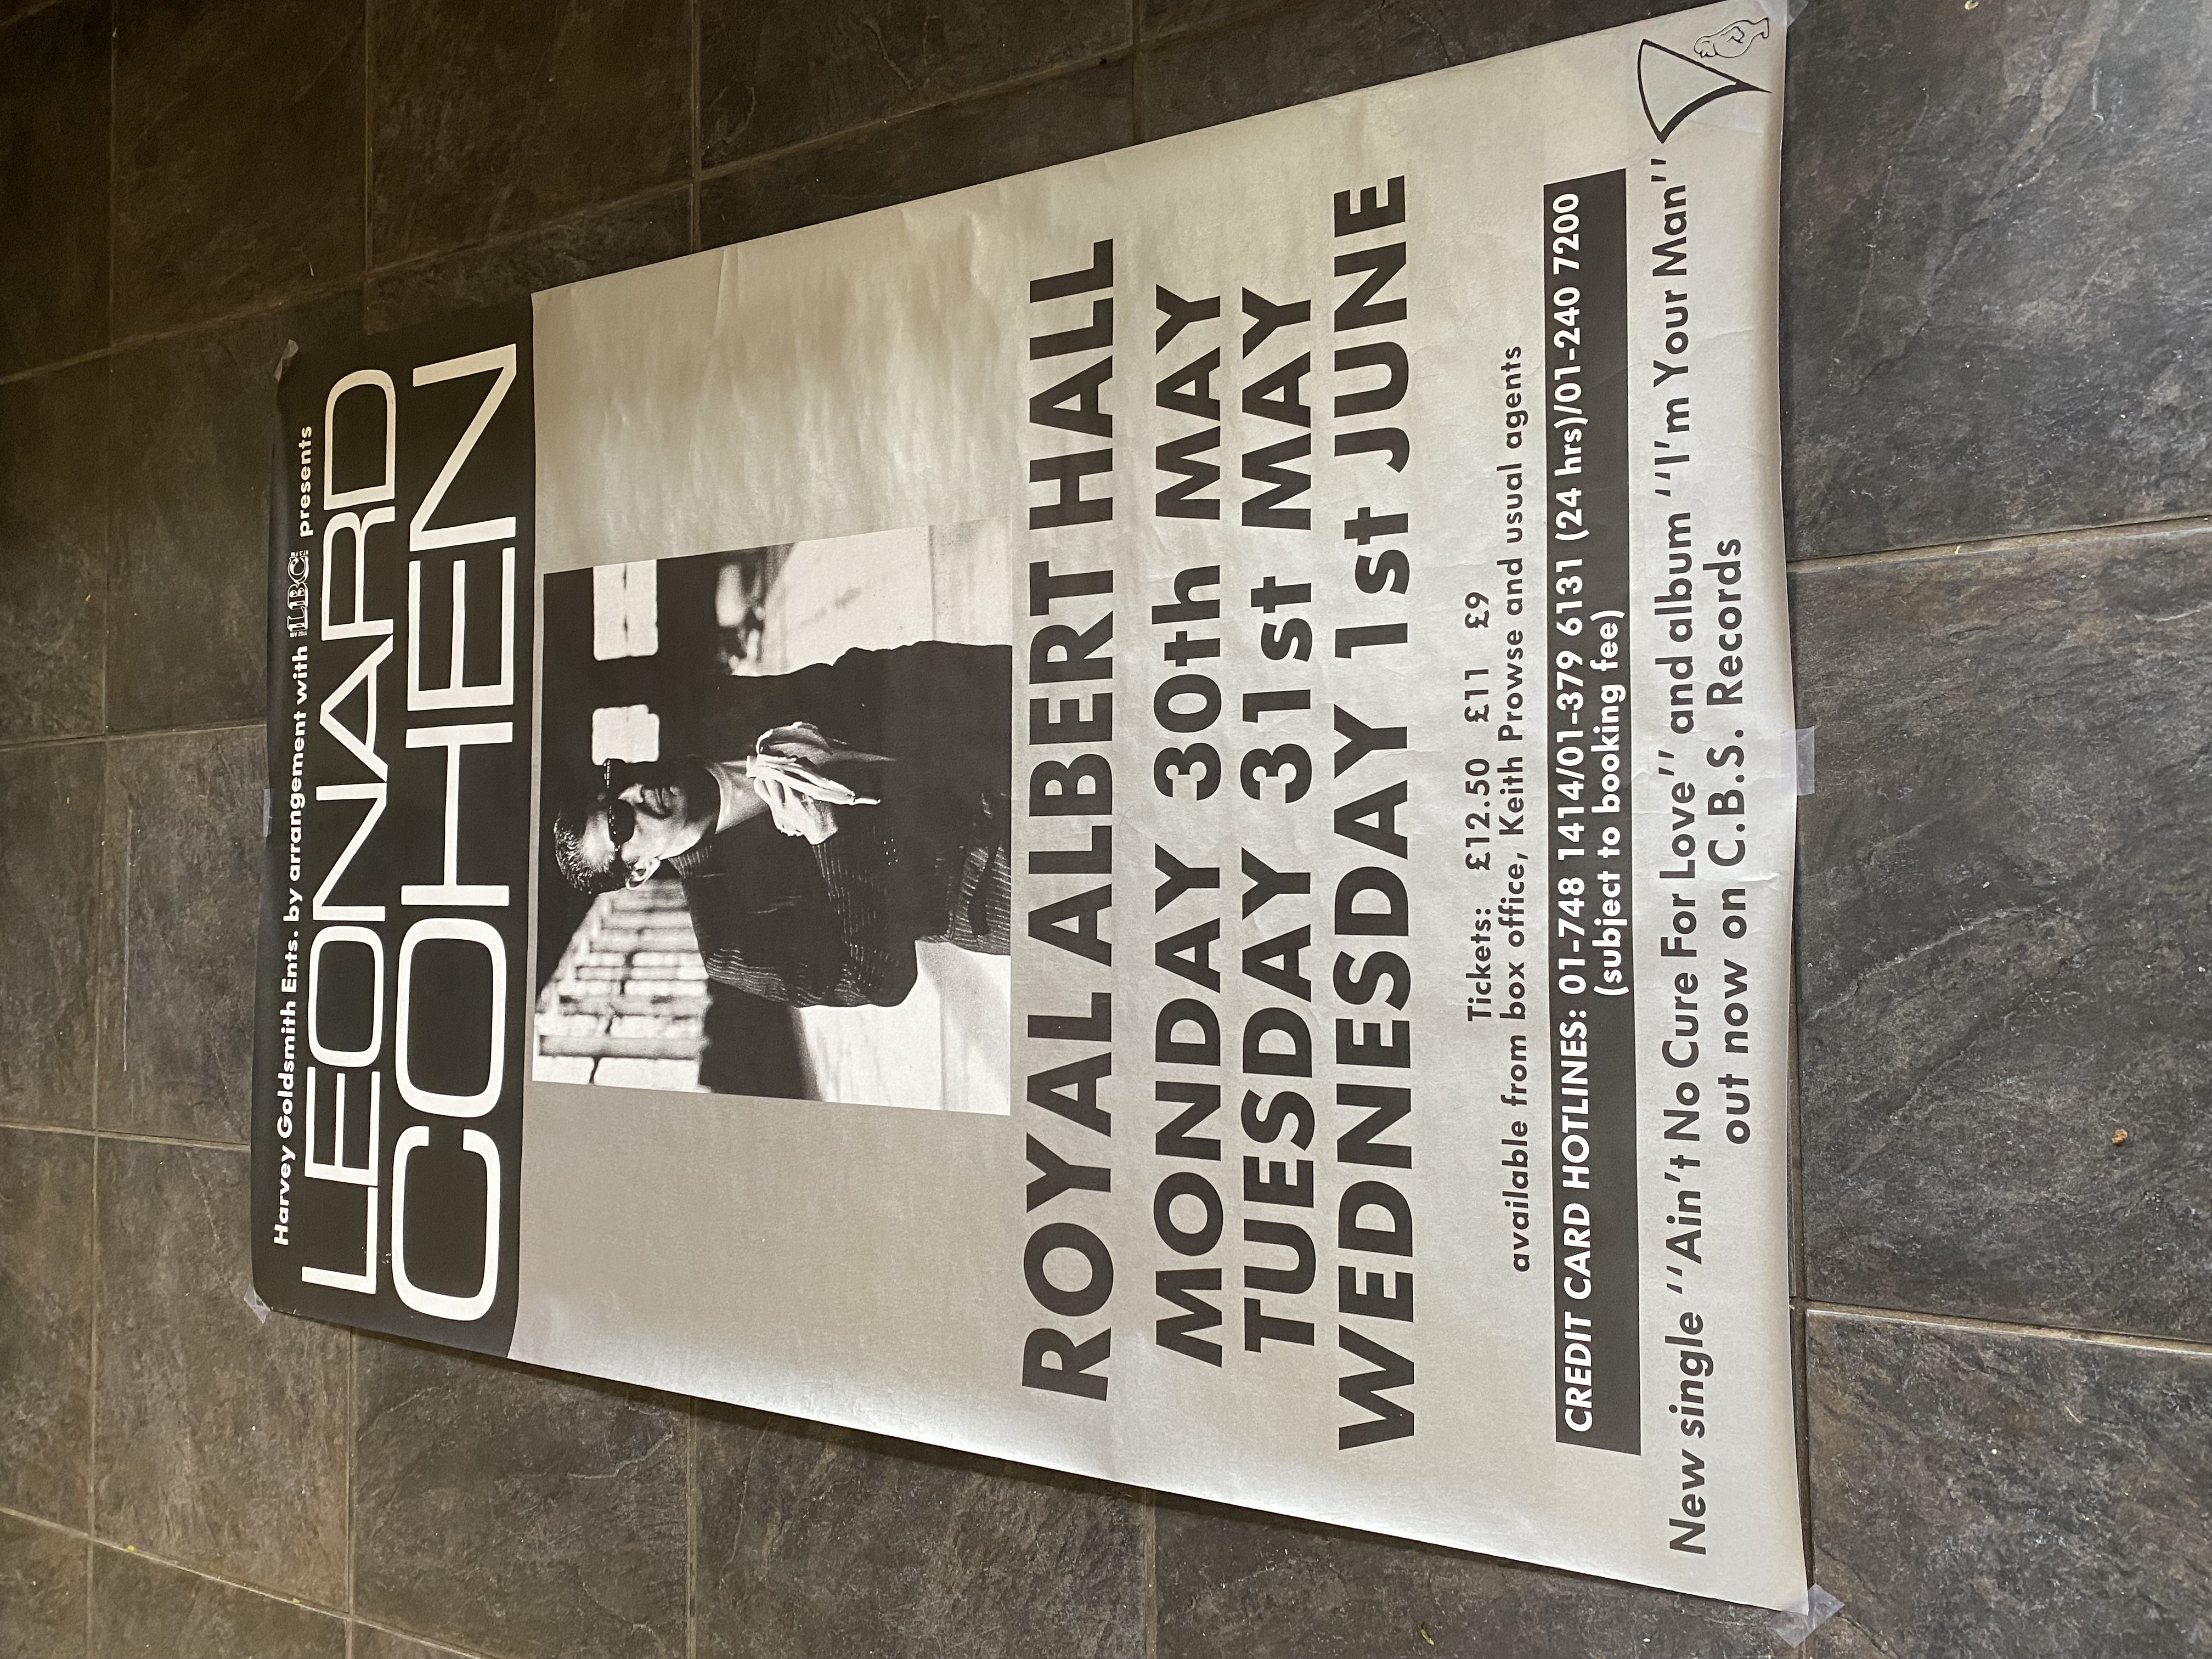 Harvey Goldsmith Ents. by arrangement with LBC presents
LEONARD
COHEN
ROYAL ALBERT HALL
MONDAY 30th MAY
TUESDAY 31st MAY
WEDNESDAY 1st JUNE
Tickets: £12.50 £11 £9
available from box office, Keith Prowse and usual agents
CREDIT CARD HOTLINES: 01-748 1414/01-379 6131 (24 hrs)/01-240 7200
(subject to booking fee)
New single "Ain't No Cure For Love" and album "I'm Your Man"
out now on C.B.S. Records